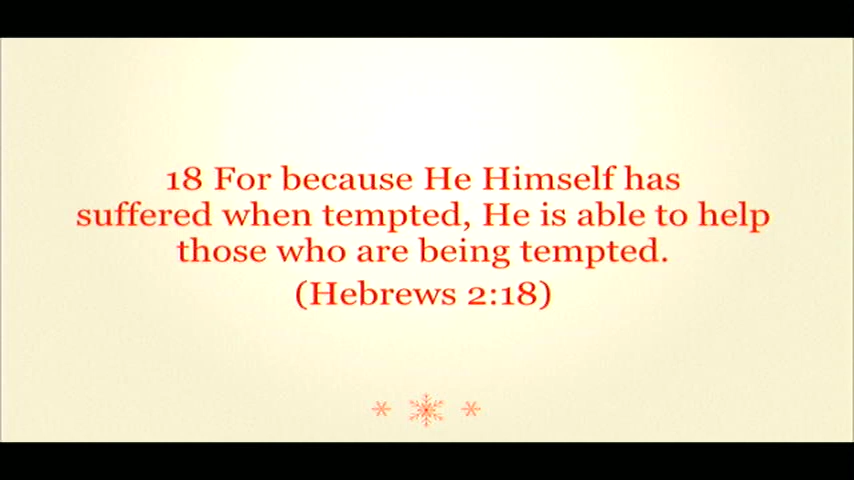 18 For because He Himself has
suffered when tempted, He is able to help
those who are being tempted.
(Hebrews 2:18)